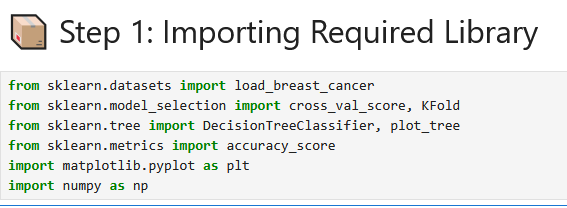 Step 1: Importing Required Library
from sklearn.datasets import load_breast_cancer
from sklearn.model_selection import cross_val_score, KFold
from sklearn.tree import DecisionTreeClassifier, plot_tree
from sklearn.metrics import accuracy_score
import matplotlib.pyplot as plt
import numpy as np